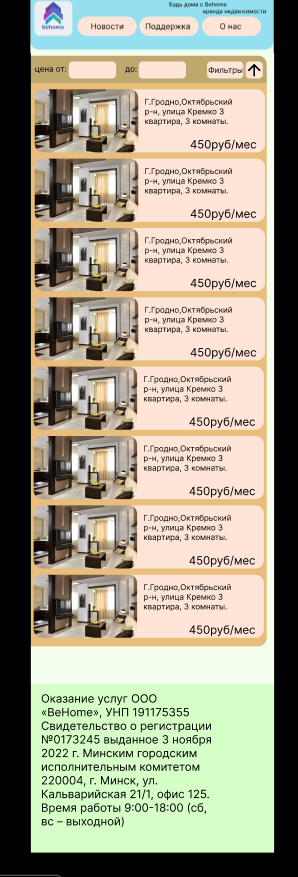 Будь дома с Behome
аренда недвижимости
behome
Новости
Поддержка
О нас
цена от:
до:
Фильтры
Г.Гродно,Октябрьский
р-н, улица Кремко 3
квартира, 3 комнаты.
450руб/мес
Г.Гродно,Октябрьский
р-н, улица Кремко 3
квартира, 3 комнаты.
450руб/мес
Г.Гродно,Октябрьский
р-н, улица Кремко 3
квартира, 3 комнаты.
450руб/мес
Г.Гродно,Октябрьский
р-н, улица Кремко 3
квартира, 3 комнаты.
450руб/мес
Г.Гродно,Октябрьский
р-н, улица Кремко 3
квартира, 3 комнаты.
450руб/мес
Г.Гродно,Октябрьский
р-н, улица Кремко 3
квартира, 3 комнаты.
450руб/мес
Г.Гродно,Октябрьский
р-н, улица Кремко 3
квартира, 3 комнаты.
450руб/мес
Г.Гродно,Октябрьский
р-н, улица Кремко 3
квартира, 3 комнаты.
450руб/мес
Оказание услуг ООО
«BeHome», УНП 191175355
Свидетельство о регистрации
№0173245 выданное 3 ноября
2022 г. Минским городским
исполнительным комитетом
220004, г. Минск, ул.
Кальварийская 21/1, офис 125.
Время работы 9:00-18:00 (сб,
вс – выходной)